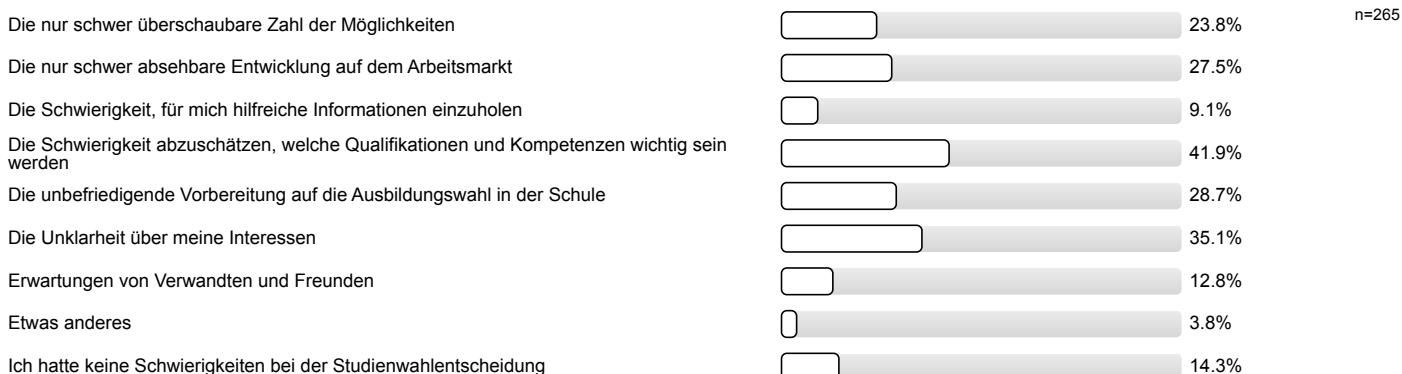 Die nur schwer überschaubare Zahl der Möglichkeiten 23.8% n=265
Die nur schwer absehbare Entwicklung auf dem Arbeitsmarkt 27.5%
Die Schwierigkeit, für mich hilfreiche Informationen einzuholen 9.1%
Die Schwierigkeit abzuschätzen, welche Qualifikationen und Kompetenzen wichtig sein
werden 41.9%
Die unbefriedigende Vorbereitung auf die Ausbildungswahl in der Schule 28.7%
Die Unklarheit über meine Interessen 35.1%
Erwartungen von Verwandten und Freunden 12.8%
Etwas anderes 3.8%
Ich hatte keine Schwierigkeiten bei der Studienwahlentscheidung 14.3%